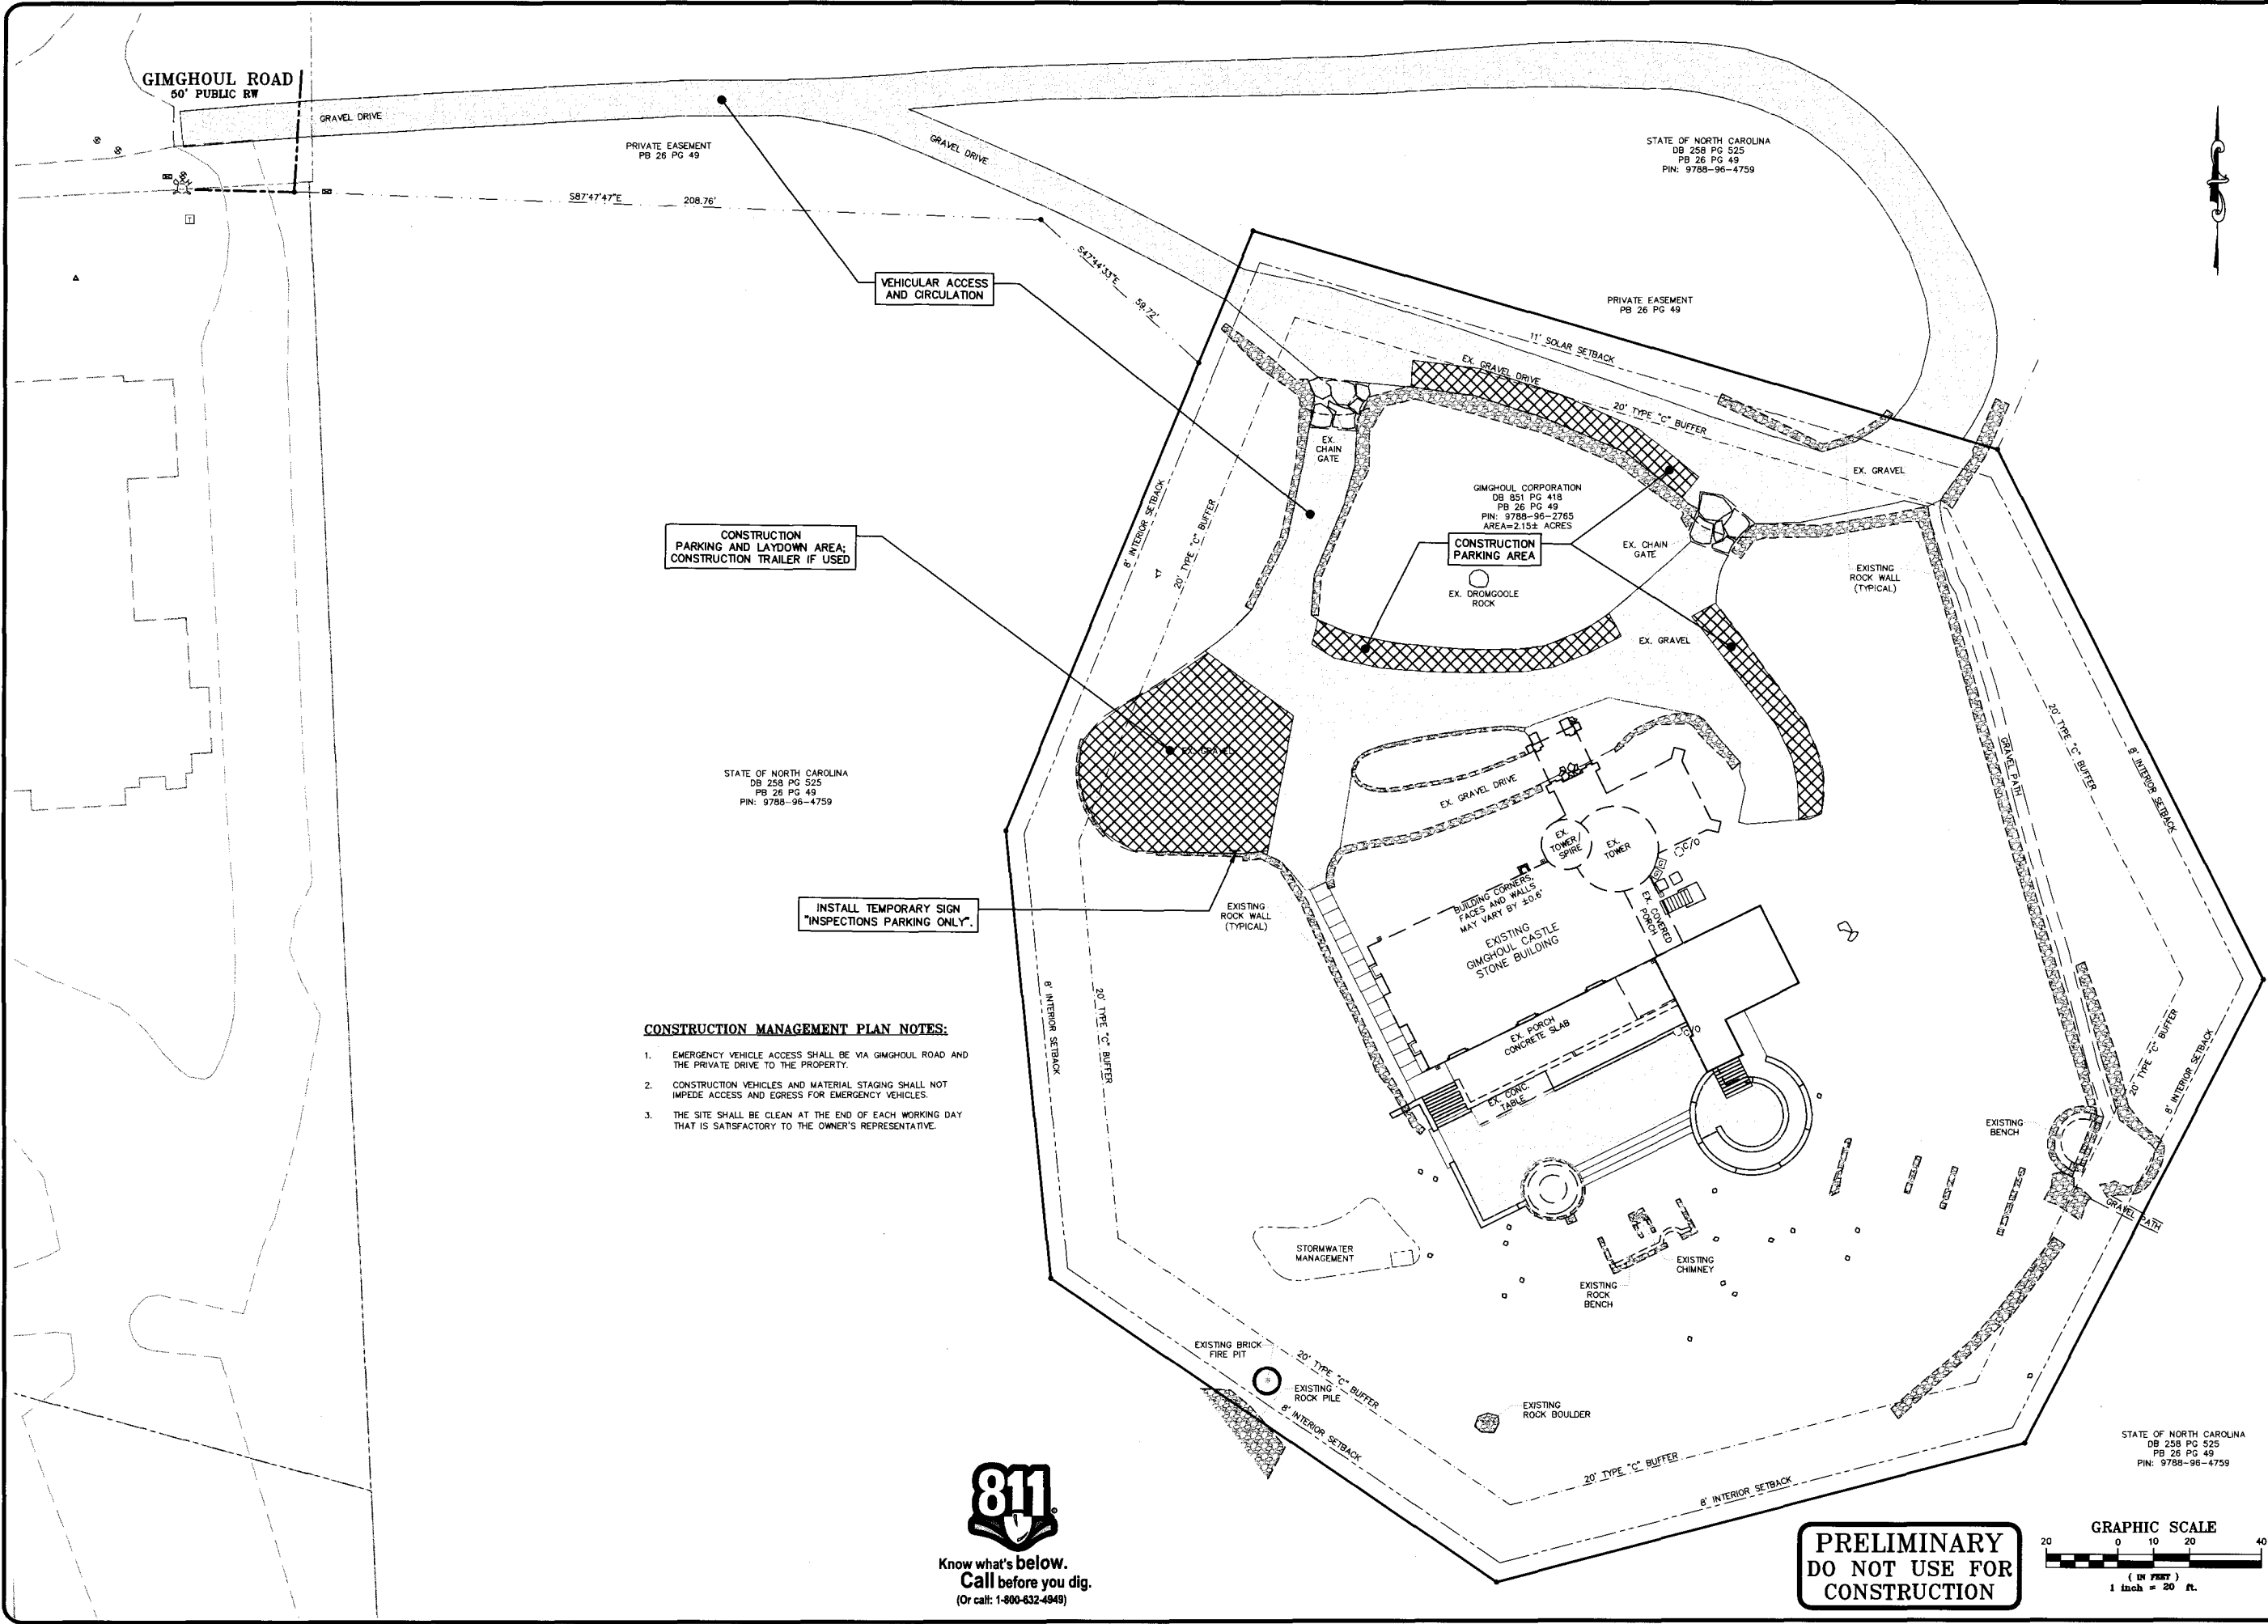 GIMGHOUL ROAD
50' PUBLIC RW
GRAVEL DRIVE
PRIVATE EASEMENT
PB 26 PG 49
GRAVEL DRIVE
STATE OF NORTH CAROLINA
DB 258 PG 525
PB 26 PG 49
PIN: 9788-96-4759
S87°47'47"E 208.76'
S47°44'33"E 59.72'
VEHICULAR ACCESS
AND CIRCULATION
PRIVATE EASEMENT
PB 26 PG 49
11' SOLAR SETBACK
EX. GRAVEL DRIVE
20' TYPE "C" BUFFER
EX.
CHAIN
GATE
EX. GRAVEL
8' INTERIOR SETBACK
20' TYPE "C" BUFFER
GIMGHOUL CORPORATION
DB 851 PG 418
PB 26 PG 49
PIN: 9788-96-2765
AREA=2.15± ACRES
CONSTRUCTION
PARKING AND LAYDOWN AREA;
CONSTRUCTION TRAILER IF USED
CONSTRUCTION
PARKING AREA
EX. CHAIN
GATE
EXISTING
ROCK WALL
(TYPICAL)
EX. DROMGOOLE
ROCK
EX. GRAVEL
EX. GRAVEL
20' TYPE "C" BUFFER
8' INTERIOR SETBACK
GRAVEL PATH
STATE OF NORTH CAROLINA
DB 258 PG 525
PB 26 PG 49
PIN: 9788-96-4759
EX. GRAVEL DRIVE
EX.
TOWER/
SPIRE
EX.
TOWER
C/O
INSTALL TEMPORARY SIGN
"INSPECTIONS PARKING ONLY".
EXISTING
ROCK WALL
(TYPICAL)
BUILDING CORNERS,
FACES AND WALLS
MAY VARY BY ±0.6'
EX. COVERED
PORCH
EXISTING
GIMGHOUL CASTLE
STONE BUILDING
8' INTERIOR SETBACK
20' TYPE "C" BUFFER
EX. PORCH
CONCRETE SLAB
C/O
EX. CONC.
TABLE
20' TYPE "C" BUFFER
8' INTERIOR SETBACK
CONSTRUCTION MANAGEMENT PLAN NOTES:
1. EMERGENCY VEHICLE ACCESS SHALL BE VIA GIMGHOUL ROAD AND
THE PRIVATE DRIVE TO THE PROPERTY.
2. CONSTRUCTION VEHICLES AND MATERIAL STAGING SHALL NOT
IMPEDE ACCESS AND EGRESS FOR EMERGENCY VEHICLES.
3. THE SITE SHALL BE CLEAN AT THE END OF EACH WORKING DAY
THAT IS SATISFACTORY TO THE OWNER'S REPRESENTATIVE.
EXISTING
BENCH
GRAVEL PATH
STORMWATER
MANAGEMENT
EXISTING
CHIMNEY
EXISTING
ROCK
BENCH
EXISTING BRICK
FIRE PIT
EXISTING
ROCK PILE
20' TYPE "C" BUFFER
8' INTERIOR SETBACK
EXISTING
ROCK BOULDER
20' TYPE "C" BUFFER
8' INTERIOR SETBACK
STATE OF NORTH CAROLINA
DB 258 PG 525
PB 26 PG 49
PIN: 9788-96-4759
811
Know what's below.
Call before you dig.
(Or call: 1-800-632-4949)
PRELIMINARY
DO NOT USE FOR
CONSTRUCTION
GRAPHIC SCALE
20 0 10 20 40
( IN FEET )
1 inch = 20 ft.